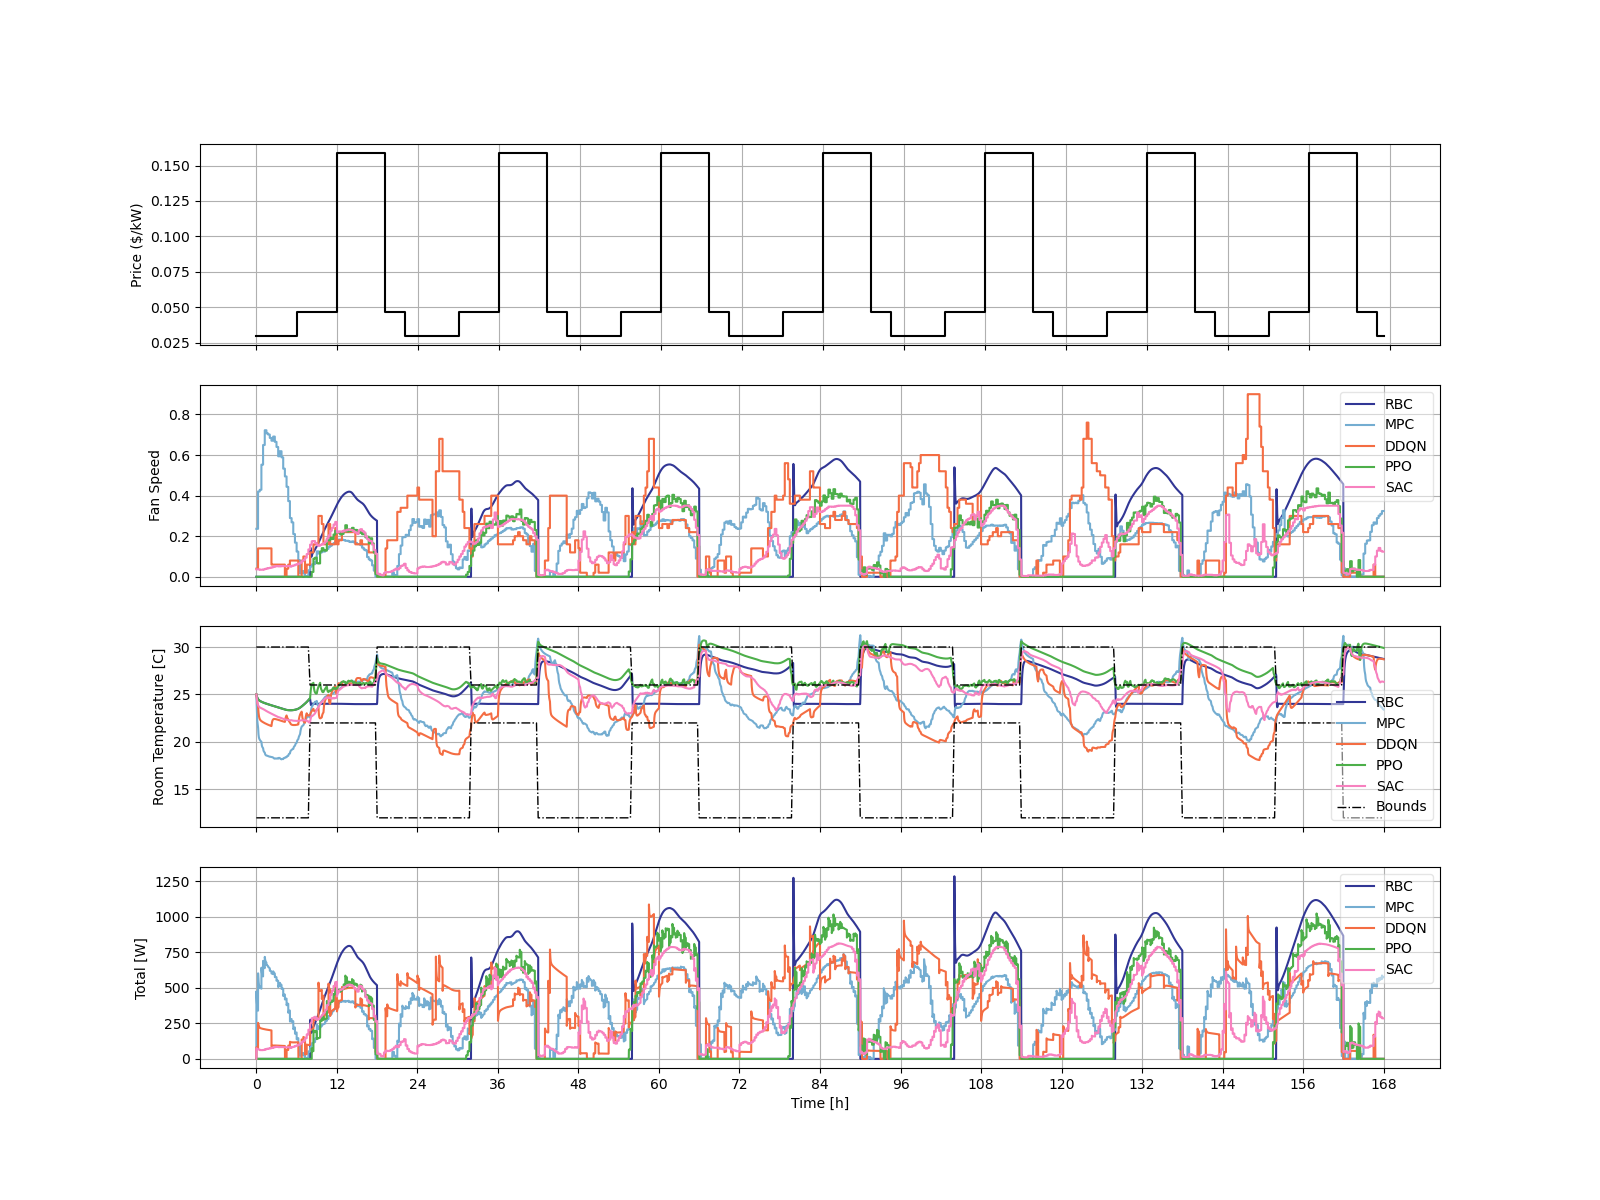 0.150
0.125
0.100
0.075
0.050
0.025
Price ($/kW)
0.8
0.6
0.4
0.2
0.0
Fan Speed
RBC
MPC
DDQN
PPO
SAC
30
25
20
15
Room Temperature [C]
RBC
MPC
DDQN
PPO
SAC
Bounds
1250
1000
750
500
250
0
Total [W]
RBC
MPC
DDQN
PPO
SAC
0 12 24 36 48 60 72 84 96 108 120 132 144 156 168
Time [h]